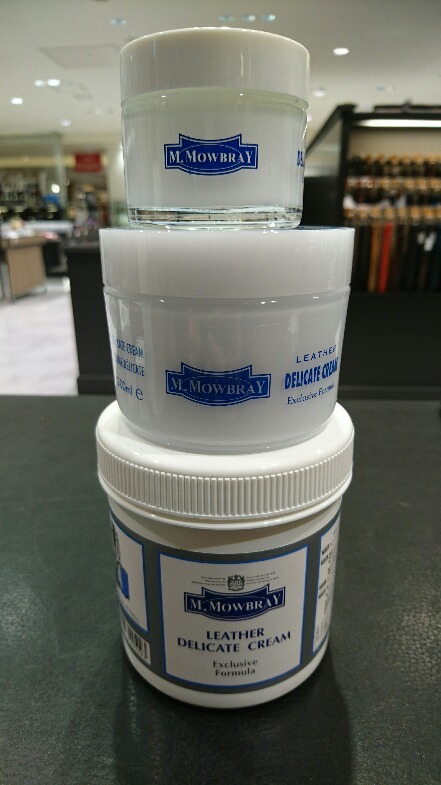 M. MOWBRAY
M. MOWBRAY
LEATHER
DELICATE CREAM
Exclusive Formula
M. MOWBRAY
LEATHER
DELICATE CREAM
Exclusive
Formula